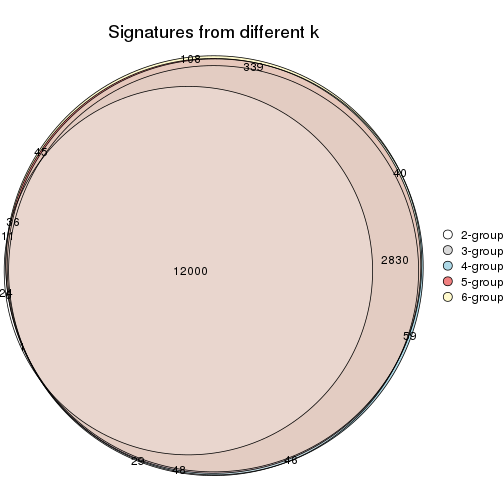 Signatures from different k
108
339
45
40
36
11
2-group
3-group
4-group
5-group
6-group
2830
12000
24
59
29
48
46